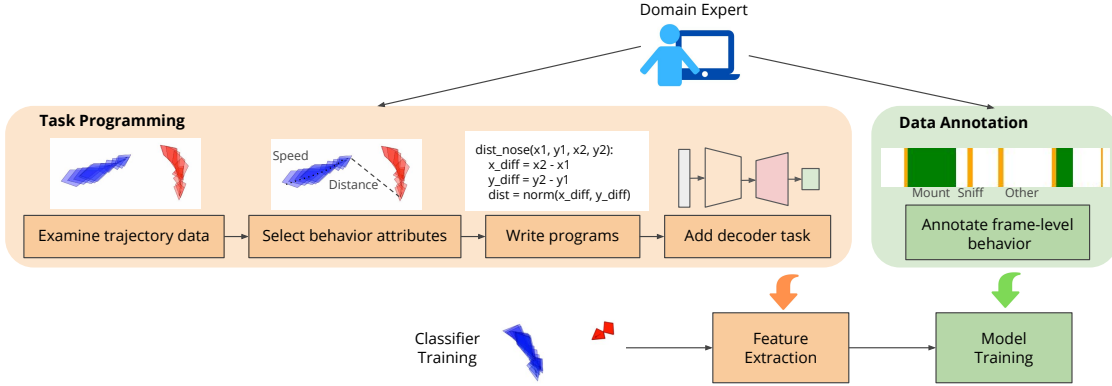 Domain Expert
Task Programming
Speed
Distance
dist_nose(x1, y1, x2, y2):
x_diff = x2 - x1
y_diff = y2 - y1
dist = norm(x_diff, y_diff)
Examine trajectory data
Select behavior attributes
Write programs
Add decoder task
Data Annotation
Mount Sniff Other
Annotate frame-level
behavior
Classifier
Training
Feature
Extraction
Model
Training